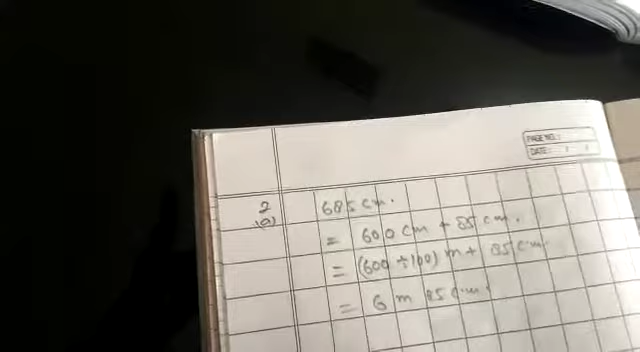 PAGE NO.:
DATE: / /
2
(a) 685 cm.
= 600 cm + 85 cm.
= (600 ÷ 100) m + 85 cm
= 6 m 85 cm.